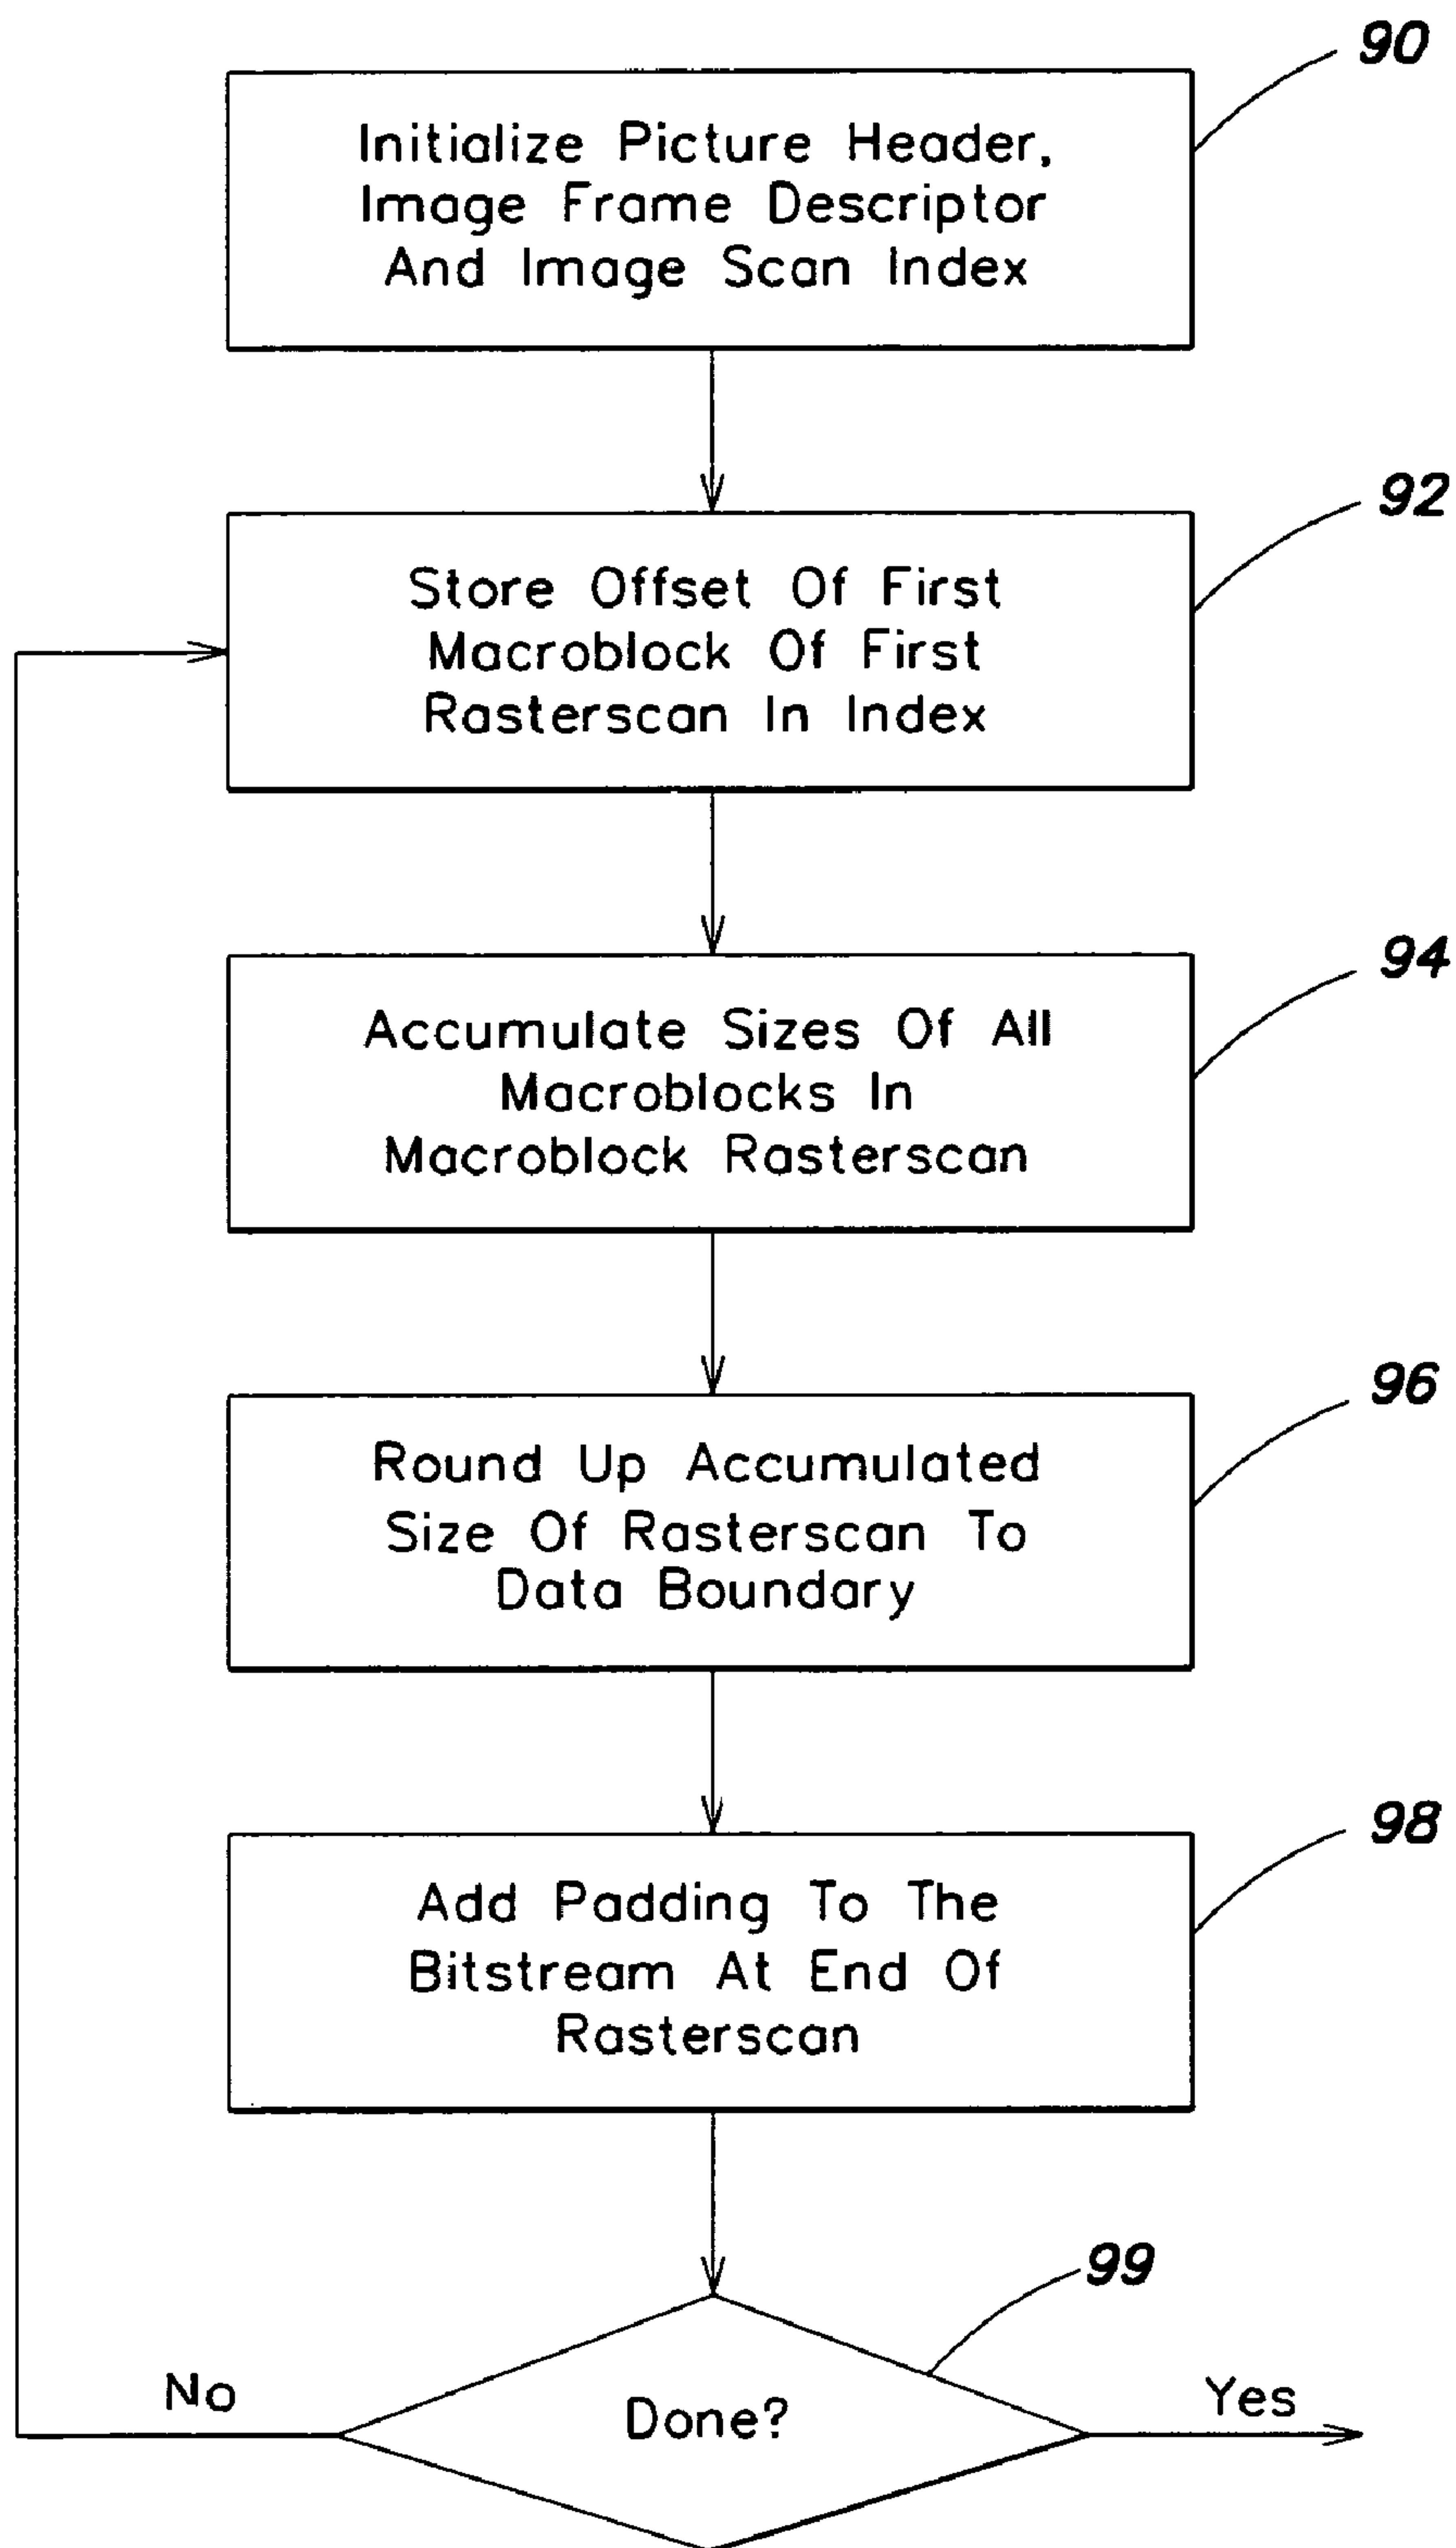 90
Initialize Picture Header,
Image Frame Descriptor
And Image Scan Index
92
Store Offset Of First
Macroblock Of First
Rasterscan In Index
94
Accumulate Sizes Of All
Macroblocks In
Macroblock Rasterscan
96
Round Up Accumulated
Size Of Rasterscan To
Data Boundary
98
Add Padding To The
Bitstream At End Of
Rasterscan
99
No
Done?
Yes